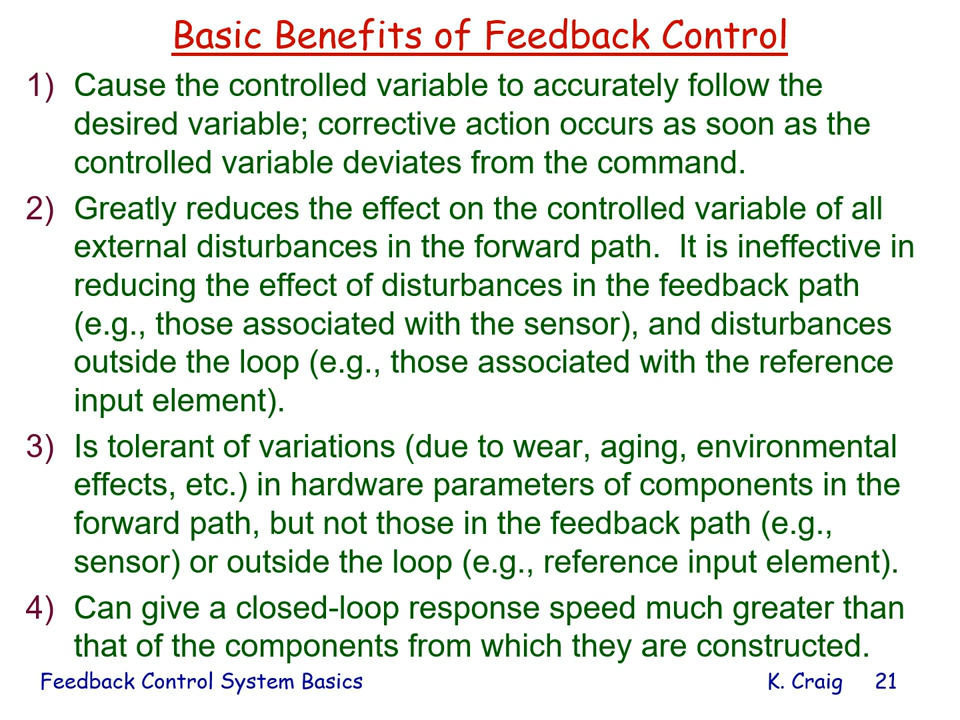 Basic Benefits of Feedback Control
1) Cause the controlled variable to accurately follow the
desired variable; corrective action occurs as soon as the
controlled variable deviates from the command.
2) Greatly reduces the effect on the controlled variable of all
external disturbances in the forward path.  It is ineffective in
reducing the effect of disturbances in the feedback path
(e.g., those associated with the sensor), and disturbances
outside the loop (e.g., those associated with the reference
input element).
3) Is tolerant of variations (due to wear, aging, environmental
effects, etc.) in hardware parameters of components in the
forward path, but not those in the feedback path (e.g.,
sensor) or outside the loop (e.g., reference input element).
4) Can give a closed-loop response speed much greater than
that of the components from which they are constructed.
Feedback Control System Basics K. Craig 21